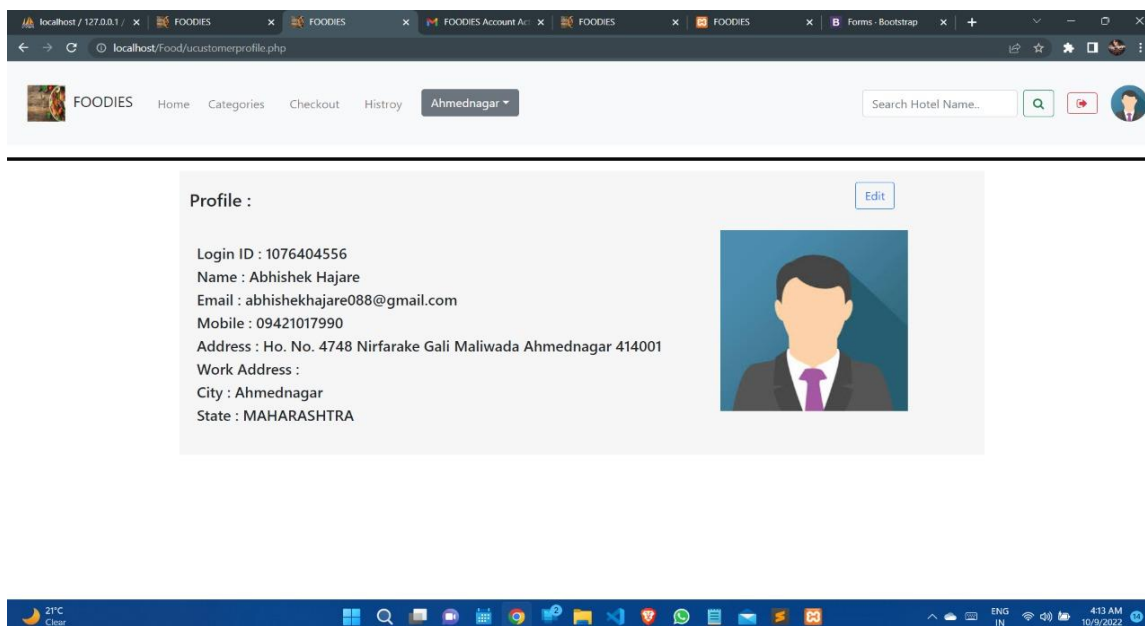 localhost / 127.0.0.1 / FOODIES FOODIES FOODIES Account Ac FOODIES FOODIES B Forms · Bootstrap
localhost/Food/ucustomerprofile.php
FOODIES Home Categories Checkout Histroy Ahmednagar Search Hotel Name..
Profile :
Edit
Login ID : 1076404556
Name : Abhishek Hajare
Email : abhishekhajare088@gmail.com
Mobile : 09421017990
Address : Ho. No. 4748 Nirfarake Gali Maliwada Ahmednagar 414001
Work Address :
City : Ahmednagar
State : MAHARASHTRA
21°C
Clear
2
ENG
IN
4:13 AM
10/9/2022